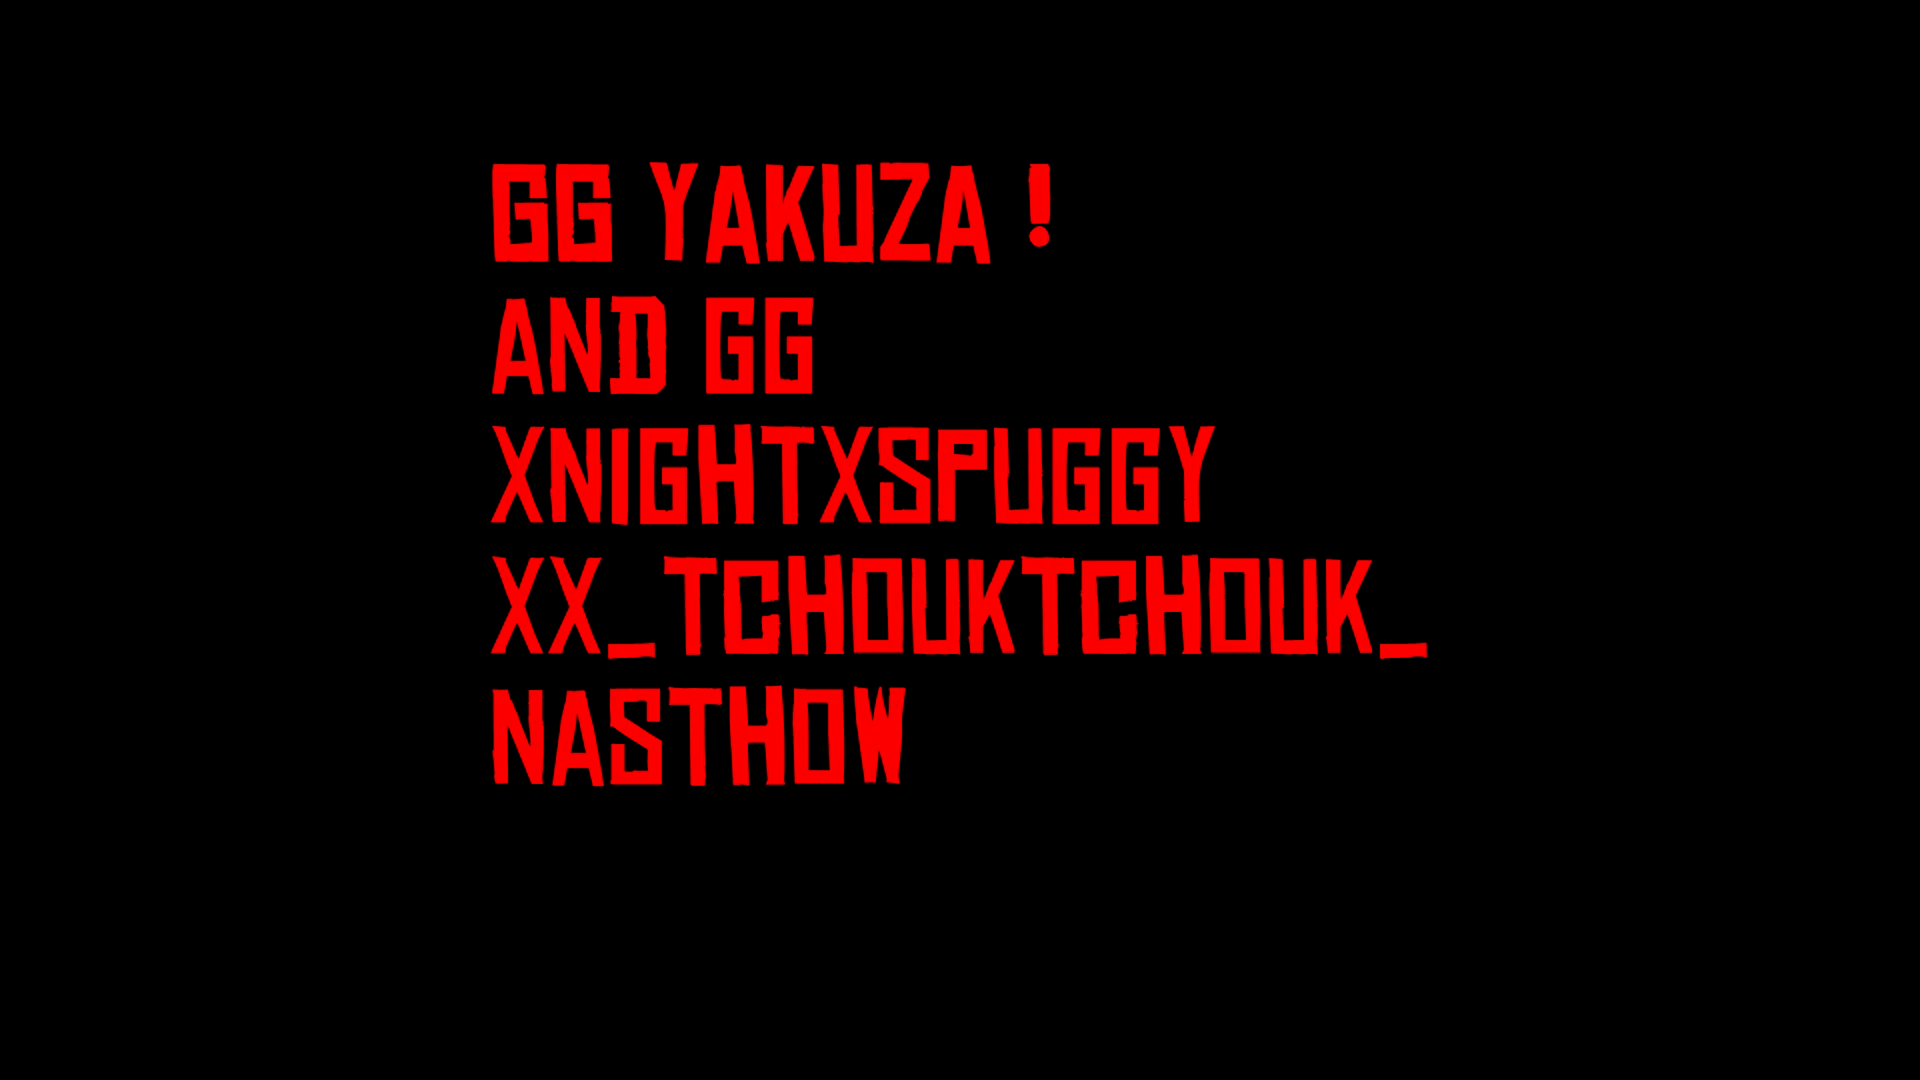 GG YAKUZA !
AND GG
XNIGHTXSPUGGY
XX_TCHOUKTCHOUK_
NASTHOW